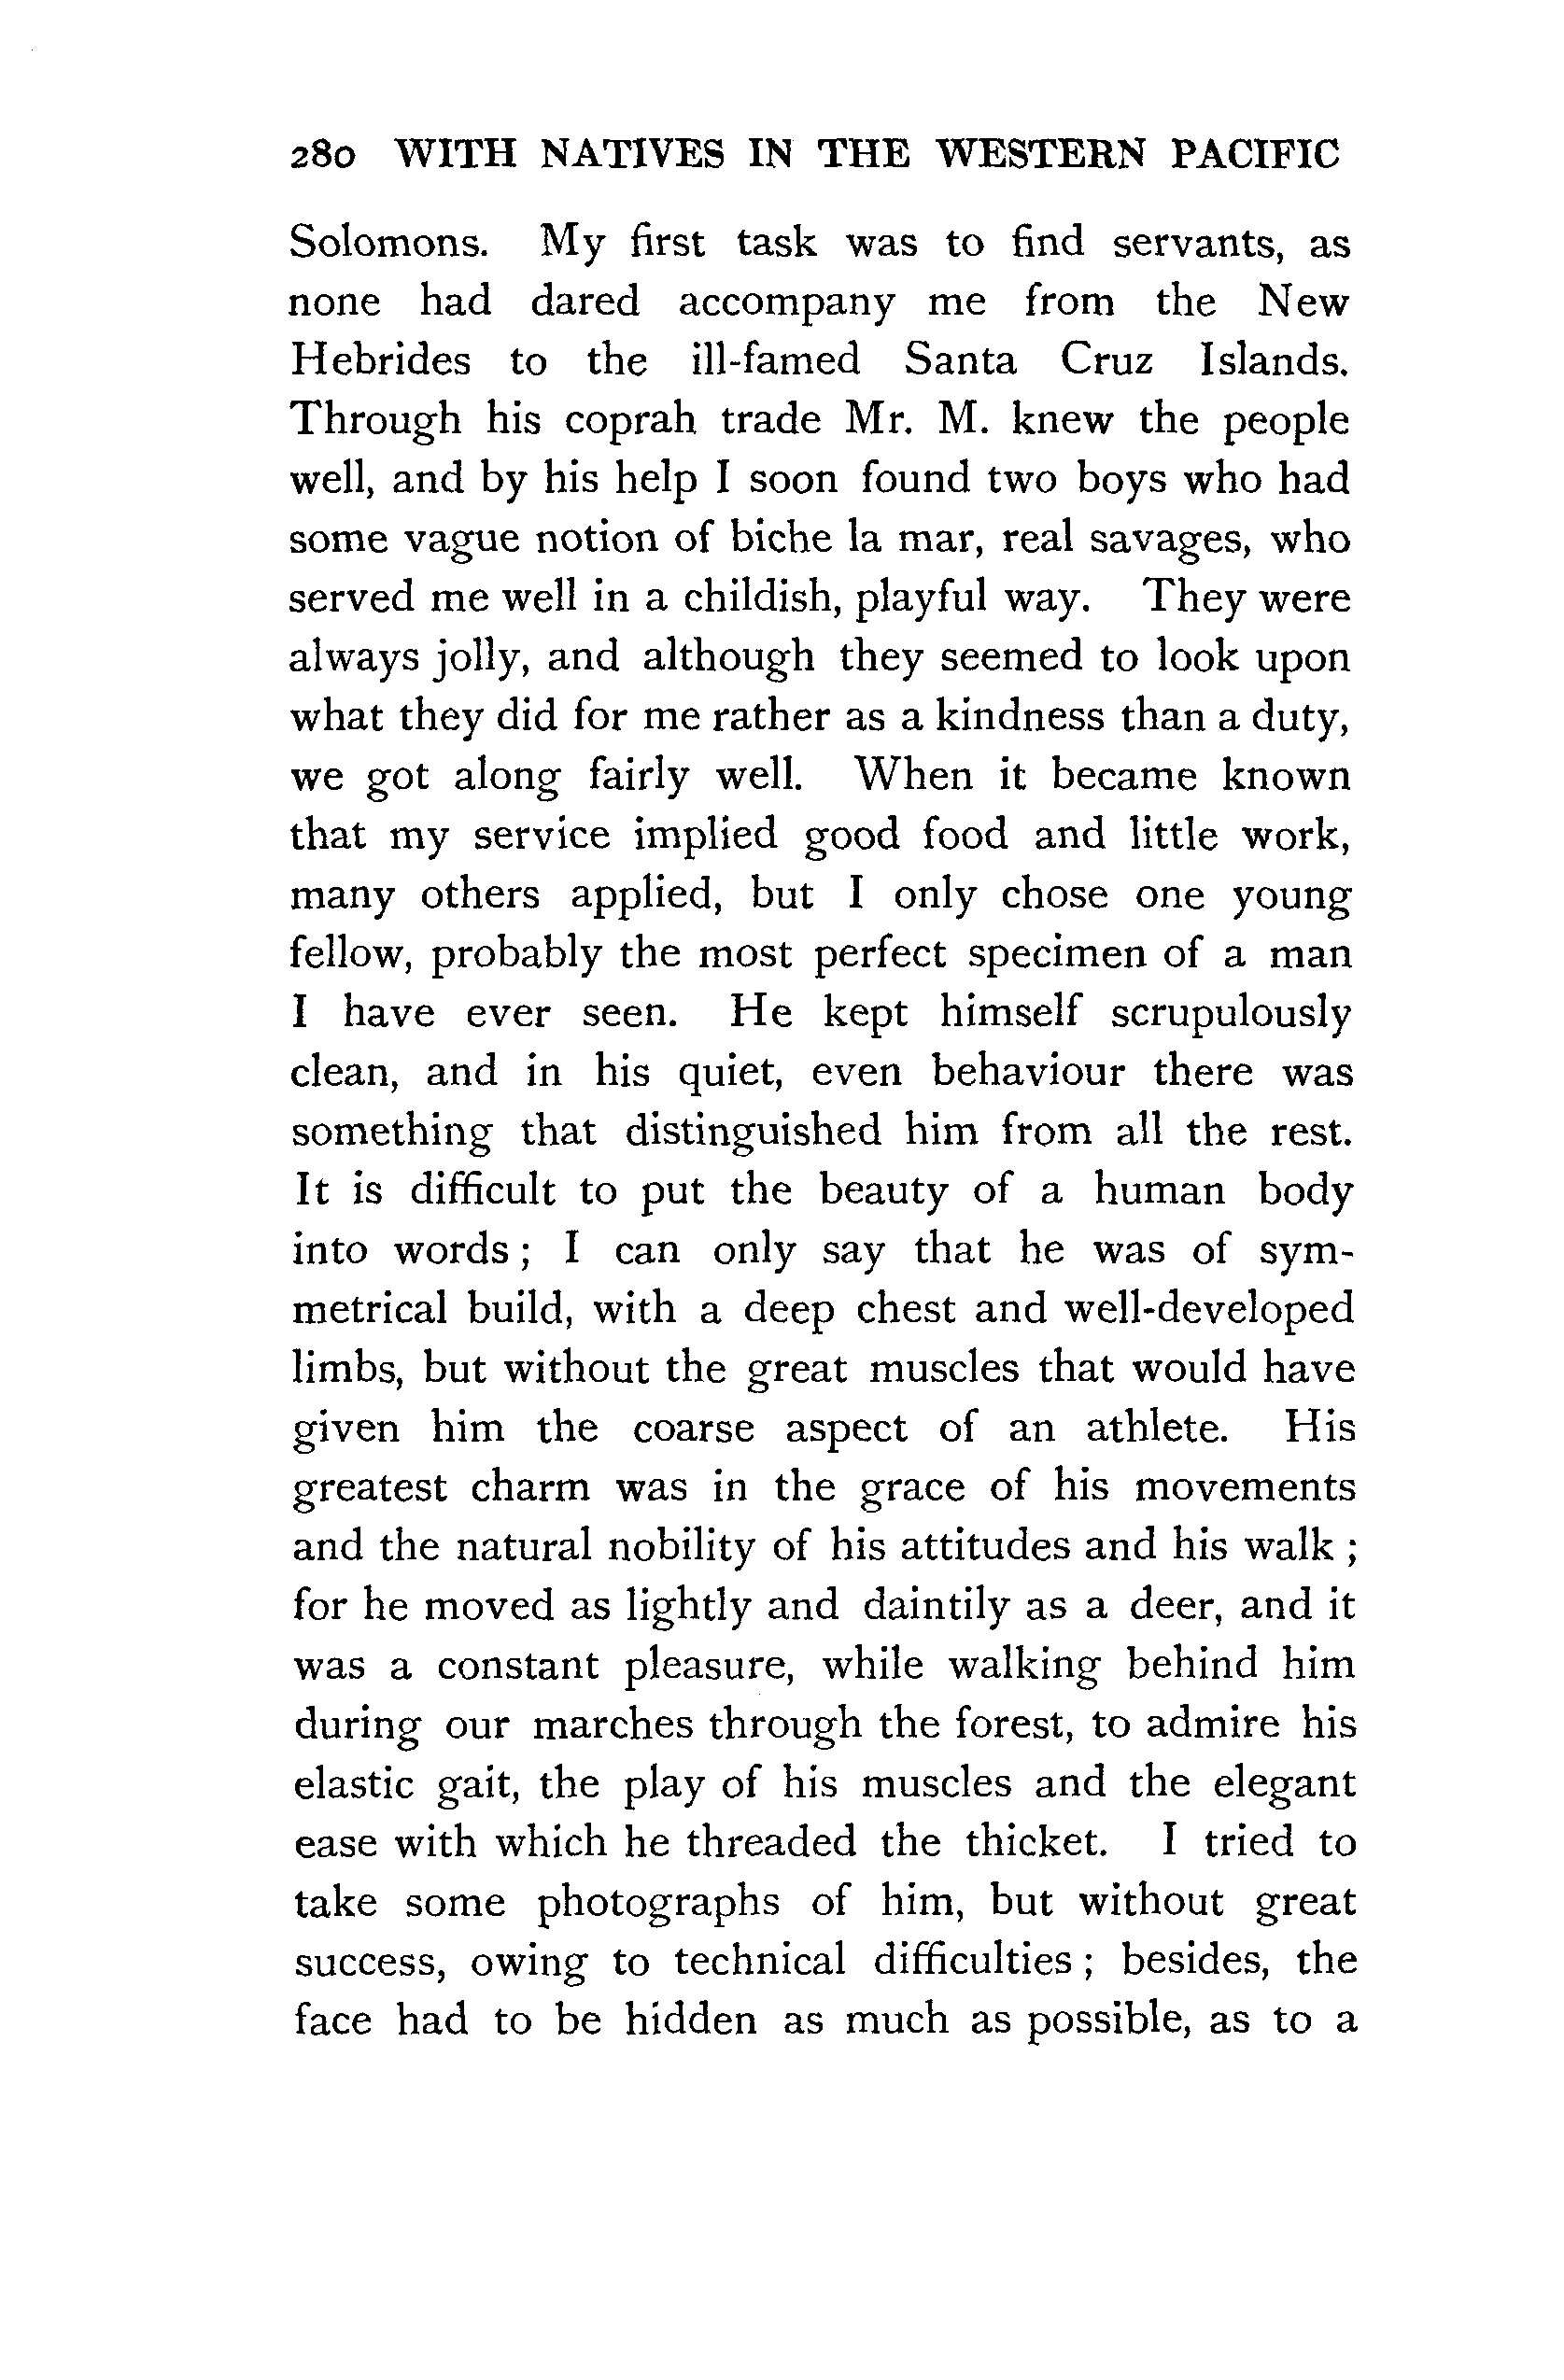 280 WITH NATIVES IN THE WESTERN PACIFIC
Solomons. My first task was to find servants, as
none had dared accompany me from the New
Hebrides to the ill-famed Santa Cruz Islands.
Through his coprah trade Mr. M. knew the people
well, and by his help I soon found two boys who had
some vague notion of biche la mar, real savages, who
served me well in a childish, playful way. They were
always jolly, and although they seemed to look upon
what they did for me rather as a kindness than a duty,
we got along fairly well. When it became known
that my service implied good food and little work,
many others applied, but I only chose one young
fellow, probably the most perfect specimen of a man
I have ever seen. He kept himself scrupulously
clean, and in his quiet, even behaviour there was
something that distinguished him from all the rest.
It is difficult to put the beauty of a human body
into words ; I can only say that he was of sym-
metrical build, with a deep chest and well-developed
limbs, but without the great muscles that would have
given him the coarse aspect of an athlete. His
greatest charm was in the grace of his movements
and the natural nobility of his attitudes and his walk ;
for he moved as lightly and daintily as a deer, and it
was a constant pleasure, while walking behind him
during our marches through the forest, to admire his
elastic gait, the play of his muscles and the elegant
ease with which he threaded the thicket. I tried to
take some photographs of him, but without great
success, owing to technical difficulties ; besides, the
face had to be hidden as much as possible, as to a